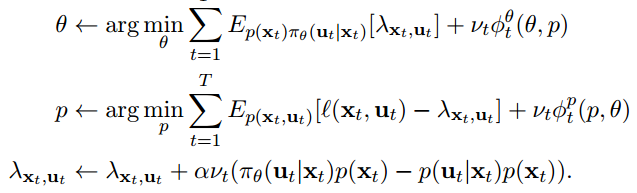 θ ← arg min_θ ∑_{t=1} E_{p(x_t)π_θ(u_t|x_t)}[λ_{x_t,u_t}] + ν_t φ_t^θ(θ, p)
p ← arg min_p ∑_{t=1}^{T} E_{p(x_t,u_t)}[ℓ(x_t, u_t) − λ_{x_t,u_t}] + ν_t φ_t^p(p, θ)
λ_{x_t,u_t} ← λ_{x_t,u_t} + αν_t(π_θ(u_t|x_t)p(x_t) − p(u_t|x_t)p(x_t)).